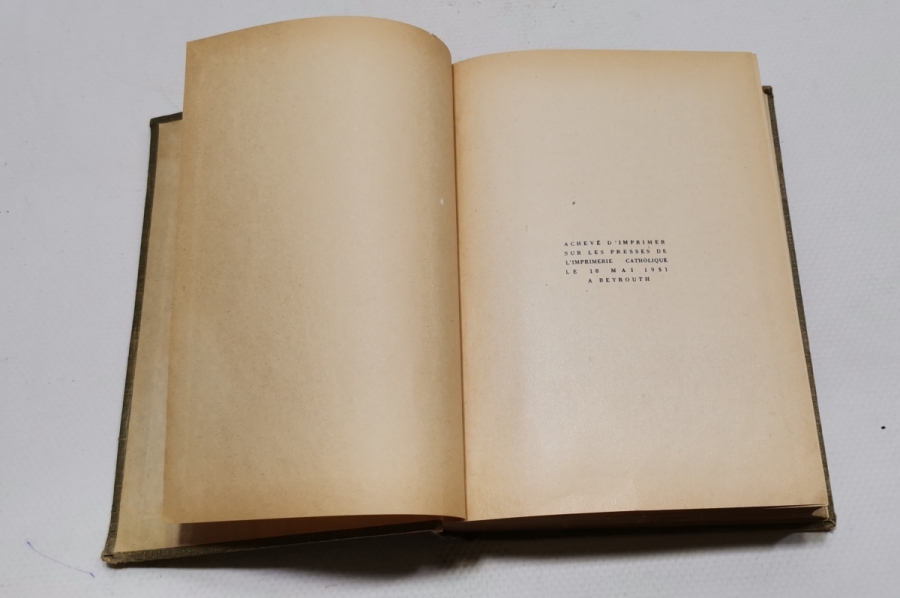 ACHEVÉ D'IMPRIMER
SUR LES PRESSES DE
L'IMPRIMERIE CATHOLIQUE
LE 10 MAI 1951
A BEYROUTH